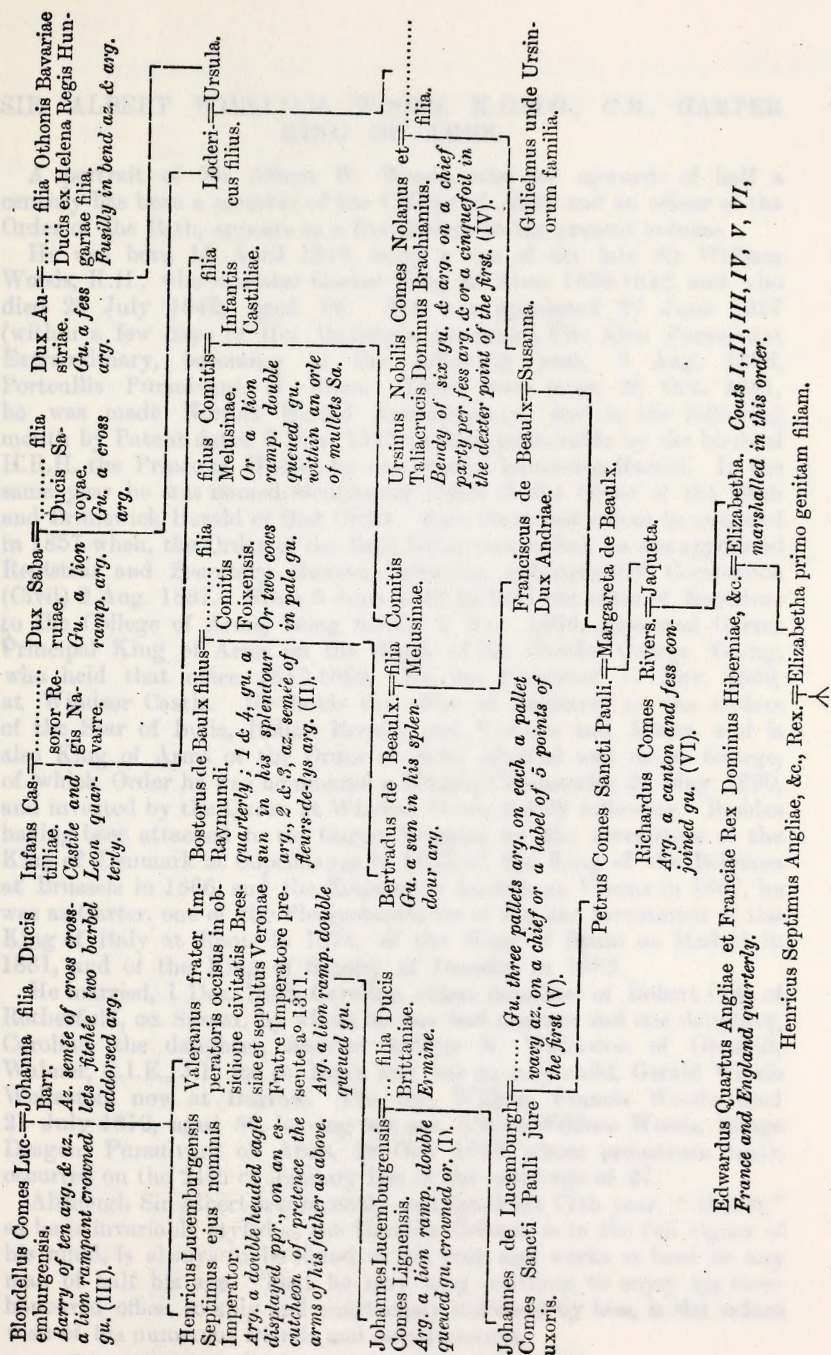 Blondellus Comes Luc-=Johana filia Ducis
emburgensis. Barri.
Barry of ten arg. & az. Az. semée of cross cross-
a lion rampant crowned lets fitchée two barbel
gu. (III). addorsed arg.
Infans Cas-=............
tilliae. soror Re-
Castile and gis Na-
Leon quar- varre.
terly.
Dux Saba-=...... filia
rudiae. Ducis Sa-
Gu. a lion voyae.
ramp. arg. Gu. a cross
arg.
Dux Au-=..... filia Othonis Bavariae
striae. Ducis ex Helena Regis Hun-
Gu. a fess gariae filia.
arg. Fusilly in bend az. & arg.
Henricus Lucemburgensis
Septimus ejus nominis
Imperator.
Arg. a double headed eagle
displayed ppr: on an es-
cutcheon of pretence the
arms of his father as above.
Valeranus frater im-
peratoris occisus in ob-
sidione civitatis Bres-
siae et sepultus Veronae
Fratre Imperatore pre-
sente aº 1311.
Arg. a lion ramp. double
queued gu.
Bostorus de Baulx filius=...... filia
Raymundi. Comitis
quarterly; 1 & 4, gu. a Foixensis.
sun in his splendour Or two cows
arg., 2 & 3, az. semée of in pale gu.
fleurs-de-lys arg. (II).
..... filius Comitis=...... filia
Melusinae. Infantis
Or a lion Castilliae.
ramp. double
queued gu.
within an orle
of mullets Sa.
Loderi-=Ursula.
cus filius.
Johannes Lucemburgensis=....filia Ducis
Comes Lignensis. Brittaniae.
Arg. a lion ramp. double Ermine.
queued gu. crowned or (I).
Bertradus de Beaulx.=.....filia Comitis
Gu. a sun in his splen- Melusinae.
dour arg.
Ursinus Nobilis Comes Nolanus et=............
Taliacrucis Dominus Brachianius. filia.
Bendy of six gu. & arg. on a chief
party per fess arg. & or a cinquefoil in
the dexter point of the first. (IV).
Johannes de Lucemburgh=...... Gu. three pallets arg. on each pallet
Comes Sancti Pauli jure wavy az. on a chief or a label of 5 points of
uxoris. the first (V).
Franciscus de Beaulx=Susanna.
Dux Andriae.
Gulielmus unde Ursin-
orum familia.
Petrus Comes Sancti Pauli.=Margareta de Beaulx.
Richardus Comes Rivers.=Jaqueta.
Arg. a canton and fess con-
joined gu. (VI).
Edwardus Quartus Angliae et Franciae Rex Dominus Hiberniae, &c.=Elizabetha. Coats I, II, III, IV, V, VI,
France and England quarterly. marshalled in this order.
Henricus Septimus Angliae, &c., Rex=Elizabetha primo genitam filiam.